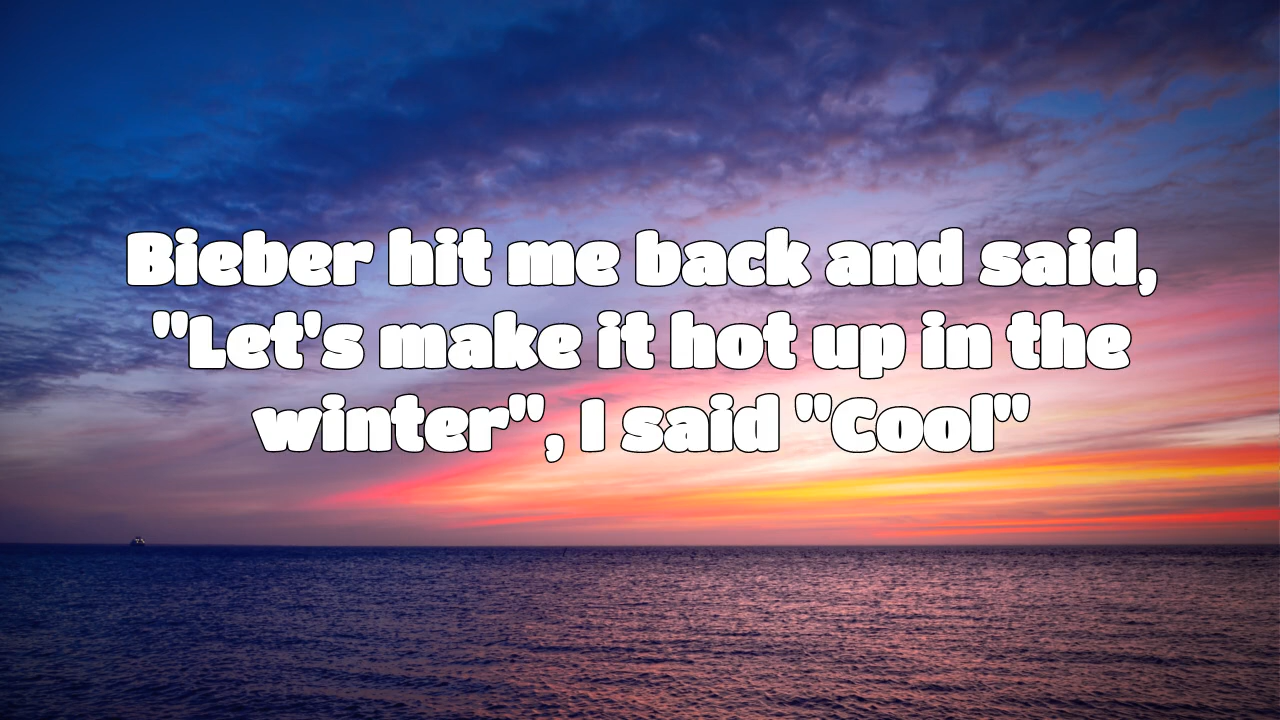 Bieber hit me back and said,
"Let's make it hot up in the
winter", I said "Cool"